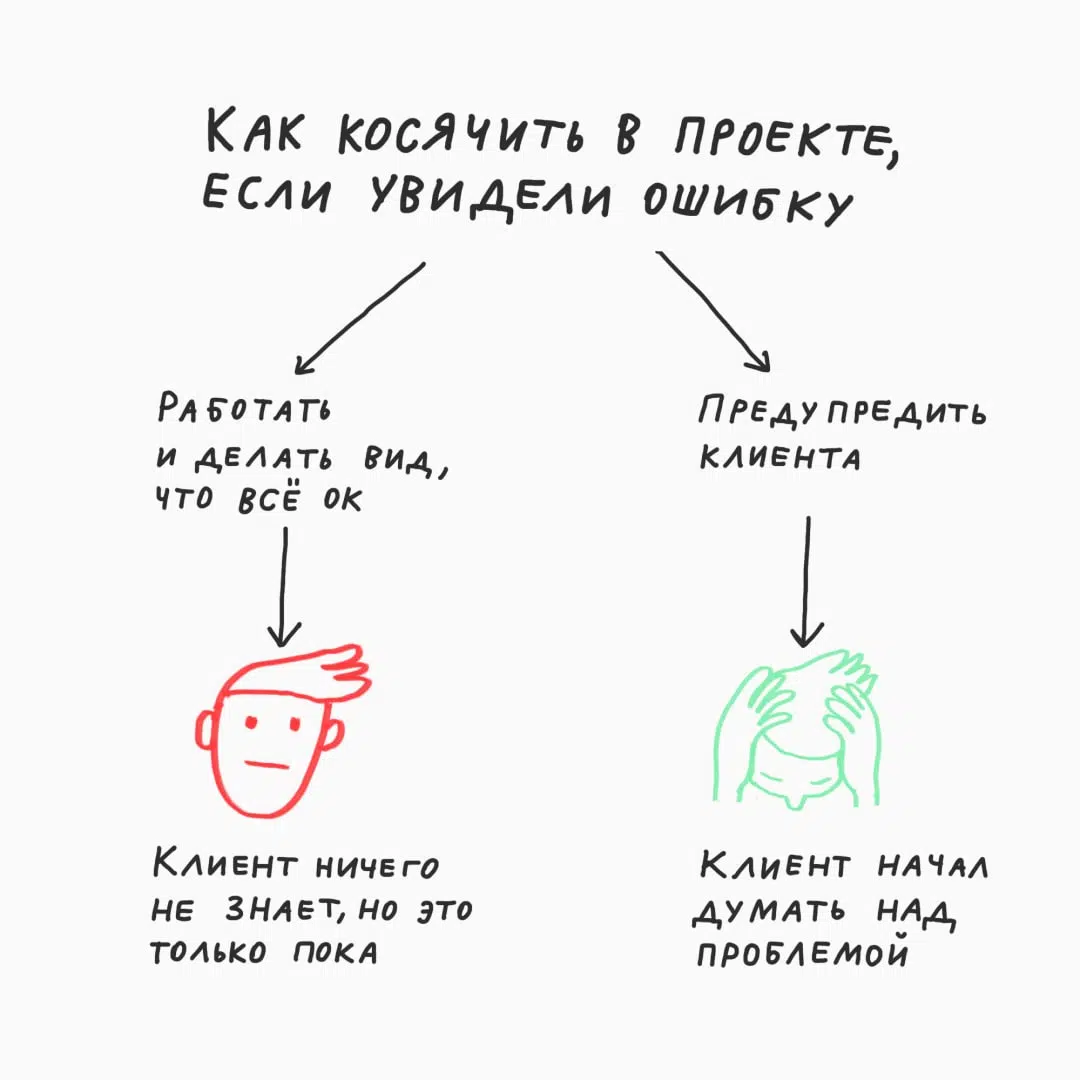 Как косячить в проекте,
если увидели ошибку
Работать
и делать вид,
что всё ок
Предупредить
клиента
Клиент ничего
не знает, но это
только пока
Клиент начал
думать над
проблемой